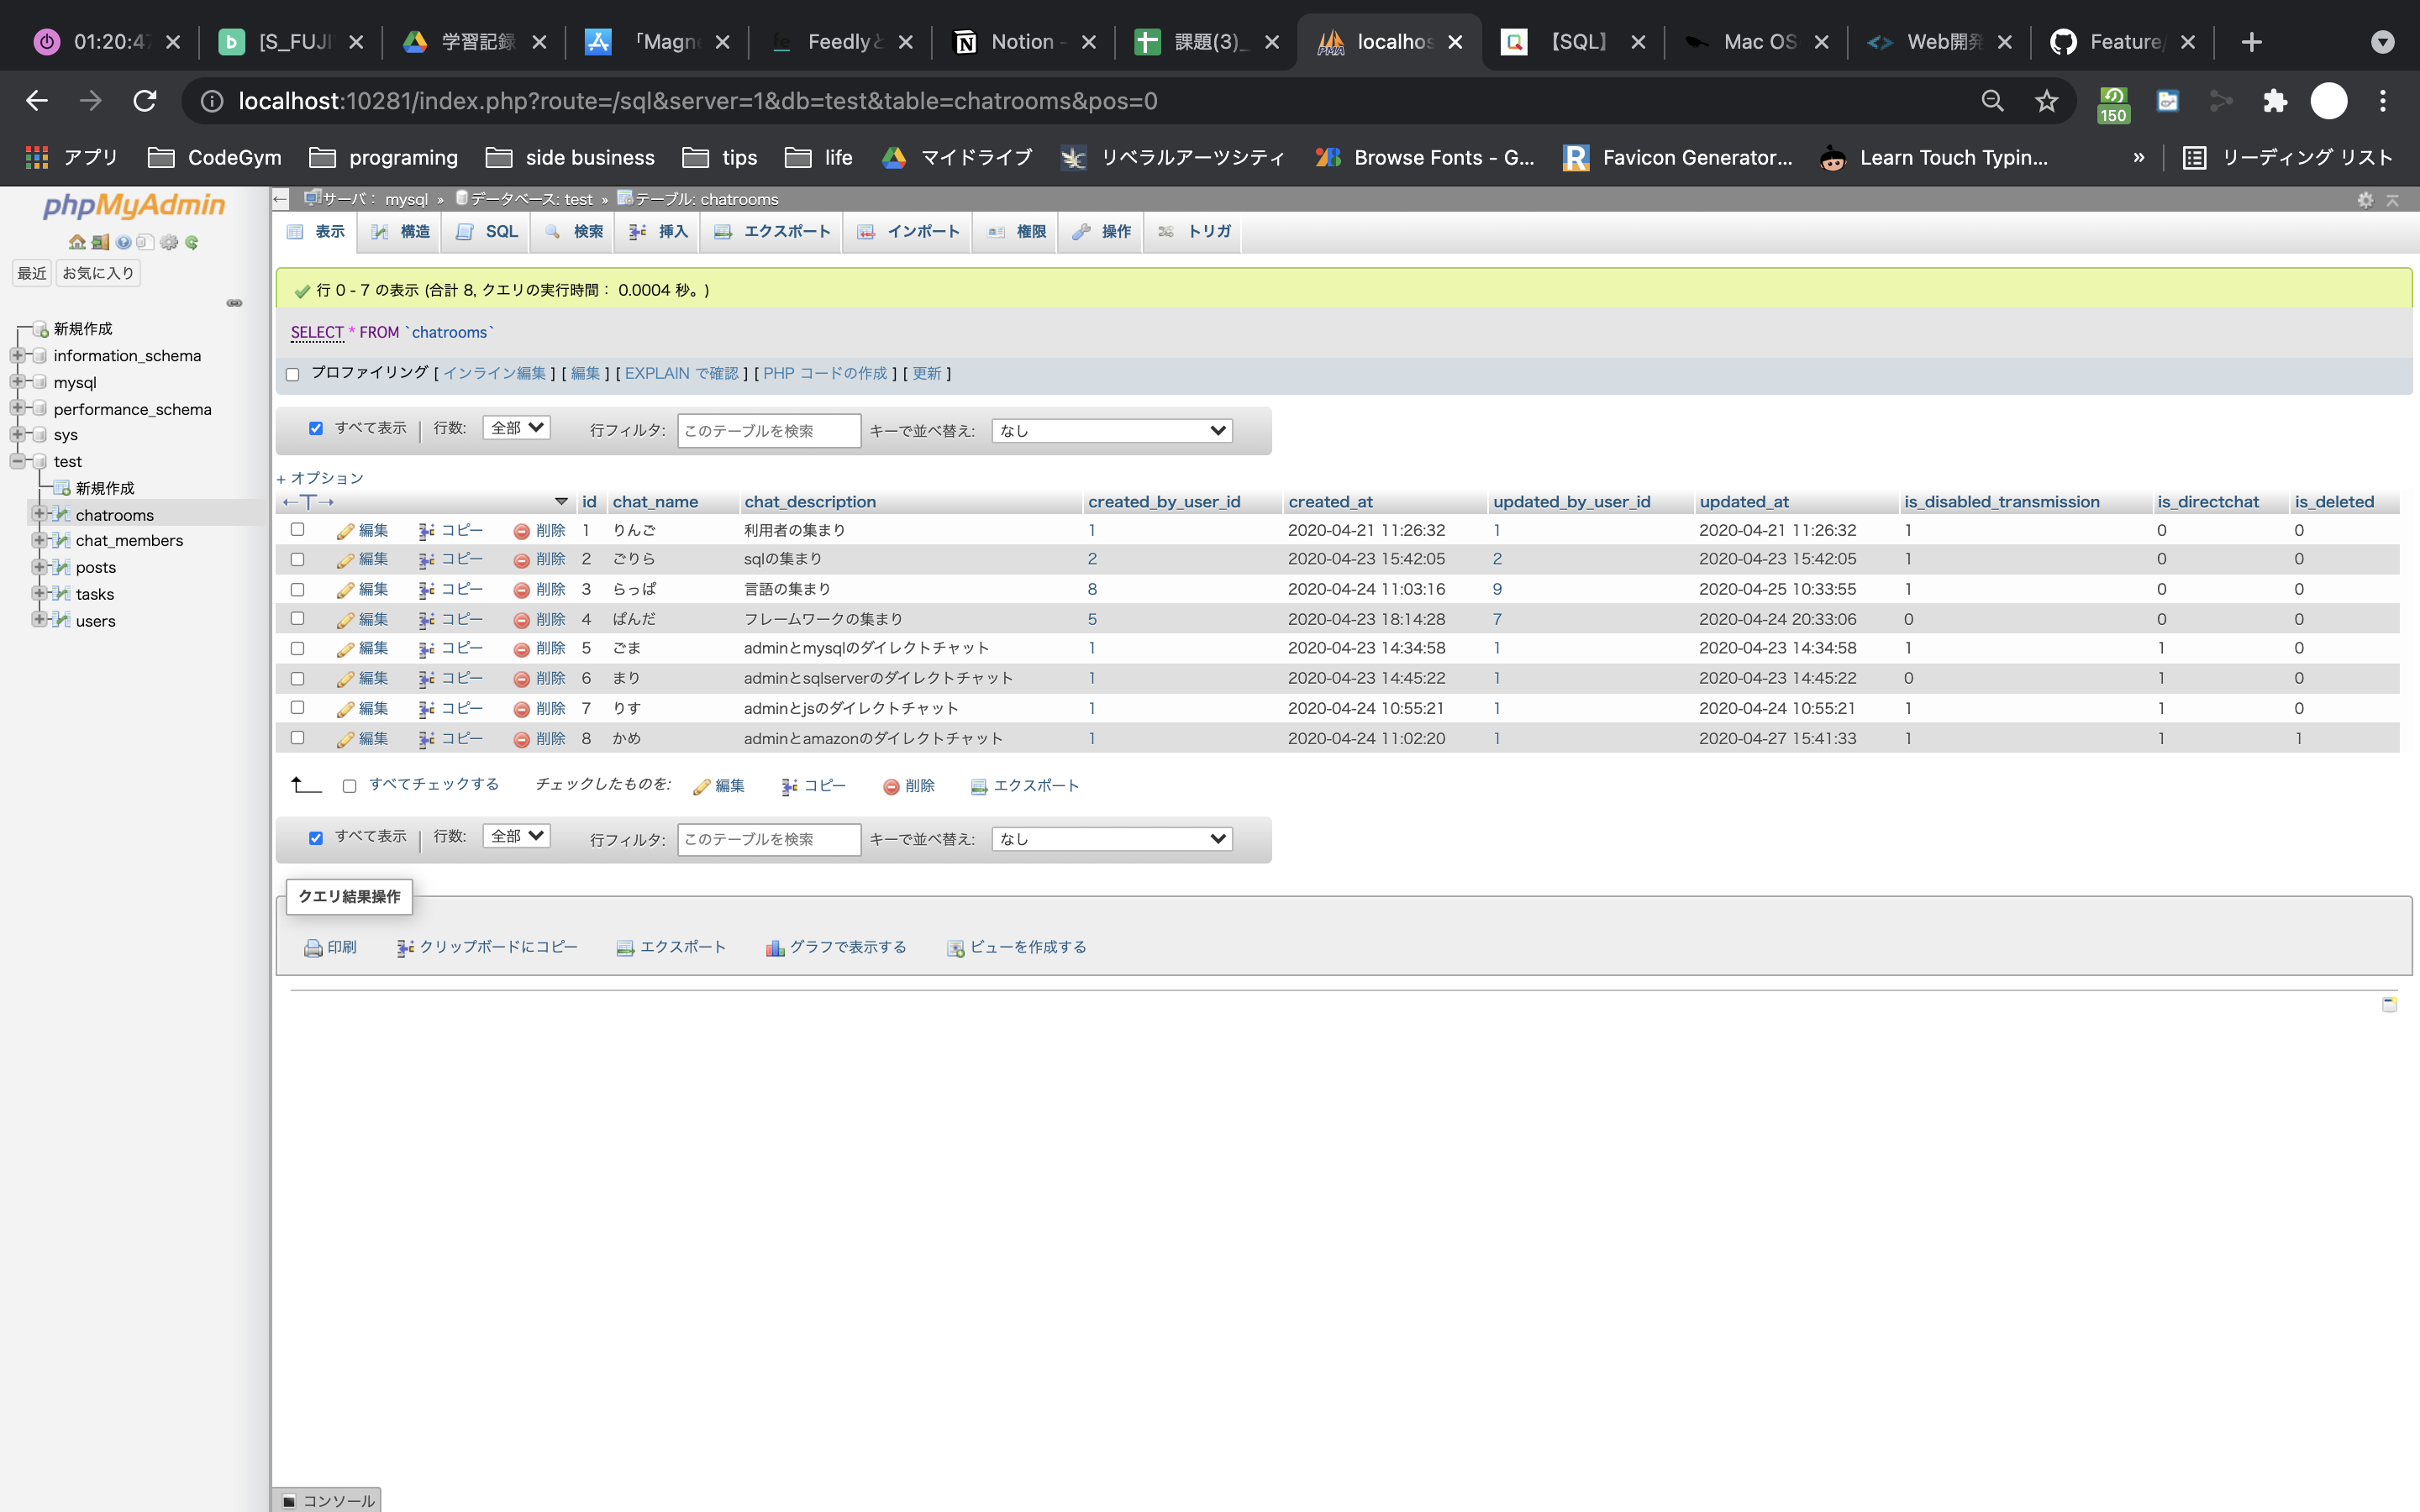 01:20:47
[S_FUJI
学習記録
「Magne
Feedlyと
Notion -
課題(3)_
localhos
【SQL】
Mac OS
Web開発
Feature/
localhost:10281/index.php?route=/sql&server=1&db=test&table=chatrooms&pos=0
150
アプリ CodeGym programing side business tips life マイドライブ リベラルアーツシティ Browse Fonts - G... Favicon Generator... Learn Touch Typin... » リーディング リスト
phpMyAdmin
最近 お気に入り
新規作成
information_schema
mysql
performance_schema
sys
test
新規作成
chatrooms
chat_members
posts
tasks
users
サーバ: mysql » データベース: test » テーブル: chatrooms
表示 構造 SQL 検索 挿入 エクスポート インポート 権限 操作 トリガ
行 0 - 7 の表示 (合計 8, クエリの実行時間: 0.0004 秒。)
SELECT * FROM `chatrooms`
プロファイリング [ インライン編集 ] [ 編集 ] [ EXPLAIN で確認 ] [ PHP コードの作成 ] [ 更新 ]
すべて表示 行数: 全部 行フィルタ: このテーブルを検索 キーで並べ替え: なし
+ オプション
←T→ id chat_name chat_description created_by_user_id created_at updated_by_user_id updated_at is_disabled_transmission is_directchat is_deleted
編集 コピー 削除 1 りんご 利用者の集まり 1 2020-04-21 11:26:32 1 2020-04-21 11:26:32 1 0 0
編集 コピー 削除 2 ごりら sqlの集まり 2 2020-04-23 15:42:05 2 2020-04-23 15:42:05 1 0 0
編集 コピー 削除 3 らっぱ 言語の集まり 8 2020-04-24 11:03:16 9 2020-04-25 10:33:55 1 0 0
編集 コピー 削除 4 ぱんだ フレームワークの集まり 5 2020-04-23 18:14:28 7 2020-04-24 20:33:06 0 0 0
編集 コピー 削除 5 ごま adminとmysqlのダイレクトチャット 1 2020-04-23 14:34:58 1 2020-04-23 14:34:58 1 1 0
編集 コピー 削除 6 まり adminとsqlserverのダイレクトチャット 1 2020-04-23 14:45:22 1 2020-04-23 14:45:22 0 1 0
編集 コピー 削除 7 りす adminとjsのダイレクトチャット 1 2020-04-24 10:55:21 1 2020-04-24 10:55:21 1 1 0
編集 コピー 削除 8 かめ adminとamazonのダイレクトチャット 1 2020-04-24 11:02:20 1 2020-04-27 15:41:33 1 1 1
すべてチェックする チェックしたものを: 編集 コピー 削除 エクスポート
すべて表示 行数: 全部 行フィルタ: このテーブルを検索 キーで並べ替え: なし
クエリ結果操作
印刷 クリップボードにコピー エクスポート グラフで表示する ビューを作成する
コンソール